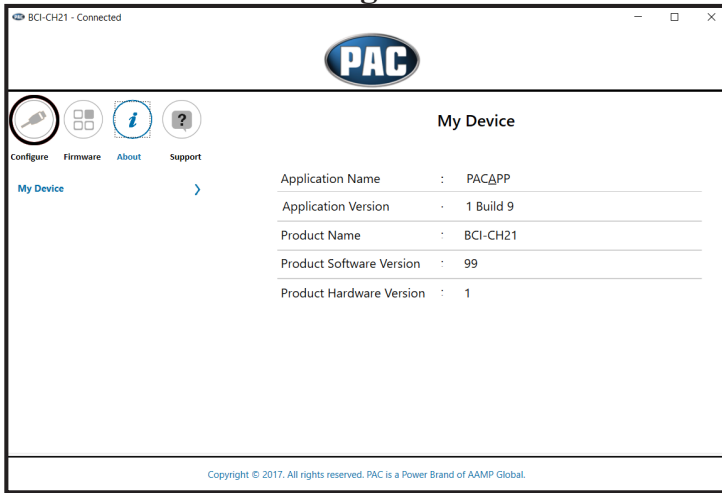 BCI-CH21 - Connected
PAC
Configure Firmware About Support
My Device
My Device
Application Name : PACAPP
Application Version · 1 Build 9
Product Name : BCI-CH21
Product Software Version : 99
Product Hardware Version : 1
Copyright © 2017. All rights reserved. PAC is a Power Brand of AAMP Global.